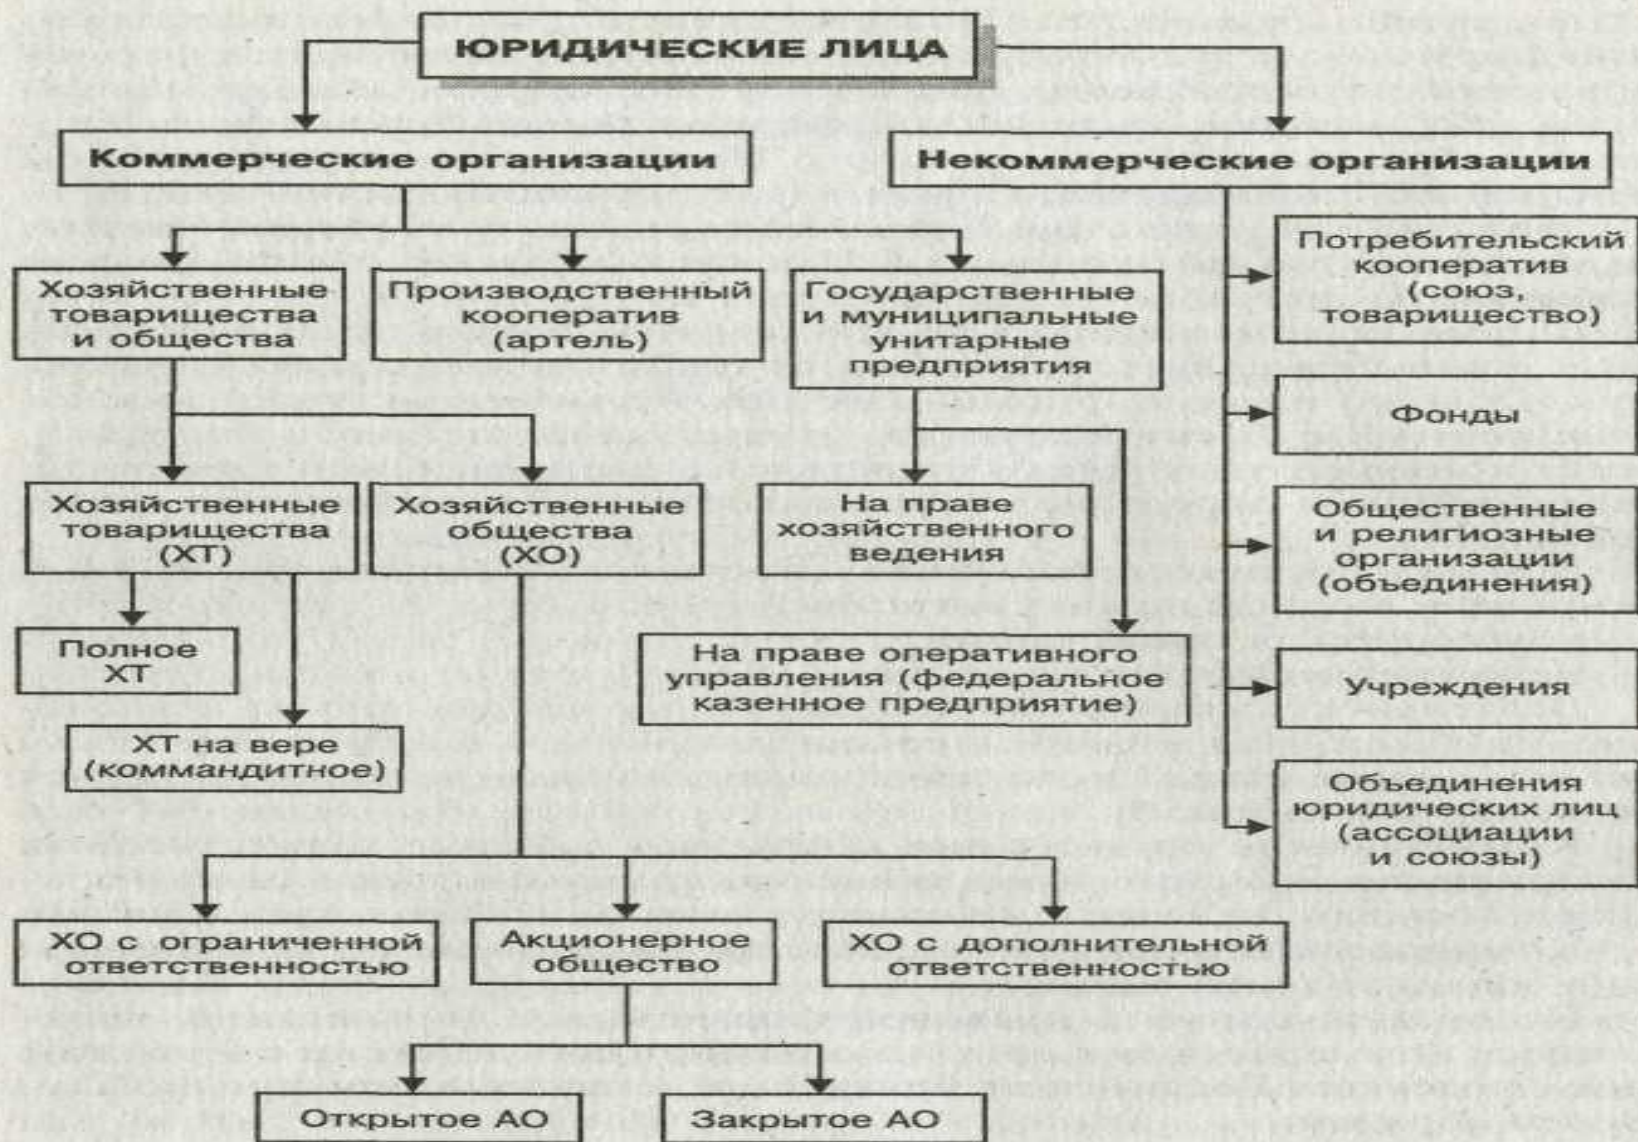 ЮРИДИЧЕСКИЕ ЛИЦА
Коммерческие организации
Некоммерческие организации
Хозяйственные
товарищества
и общества
Производственный
кооператив
(артель)
Государственные
и муниципальные
унитарные
предприятия
Потребительский
кооператив
(союз,
товарищество)
Фонды
Хозяйственные
товарищества
(ХТ)
Хозяйственные
общества
(ХО)
На праве
хозяйственного
ведения
Общественные
и религиозные
организации
(объединения)
Полное
ХТ
На праве оперативного
управления (федеральное
казенное предприятие)
Учреждения
ХТ на вере
(коммандитное)
Объединения
юридических лиц
(ассоциации
и союзы)
ХО с ограниченной
ответственностью
Акционерное
общество
ХО с дополнительной
ответственностью
Открытое АО
Закрытое АО